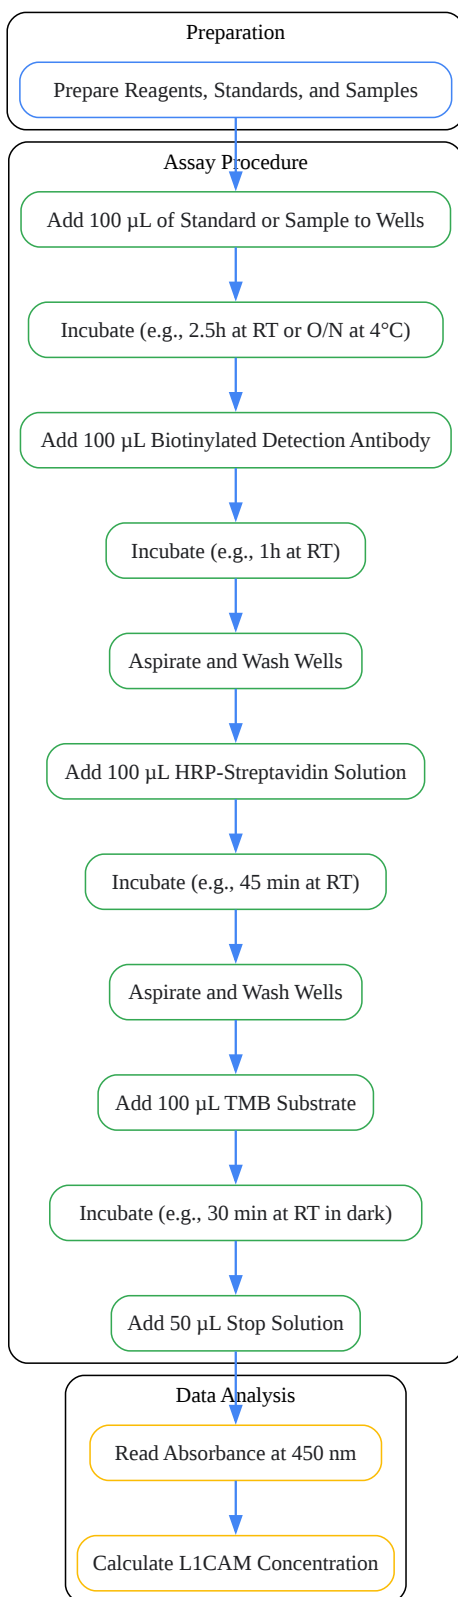 Preparation
Prepare Reagents, Standards, and Samples
Assay Procedure
Add 100 µL of Standard or Sample to Wells
Incubate (e.g., 2.5h at RT or O/N at 4°C)
Add 100 µL Biotinylated Detection Antibody
Incubate (e.g., 1h at RT)
Aspirate and Wash Wells
Add 100 µL HRP-Streptavidin Solution
Incubate (e.g., 45 min at RT)
Aspirate and Wash Wells
Add 100 µL TMB Substrate
Incubate (e.g., 30 min at RT in dark)
Add 50 µL Stop Solution
Data Analysis
Read Absorbance at 450 nm
Calculate L1CAM Concentration